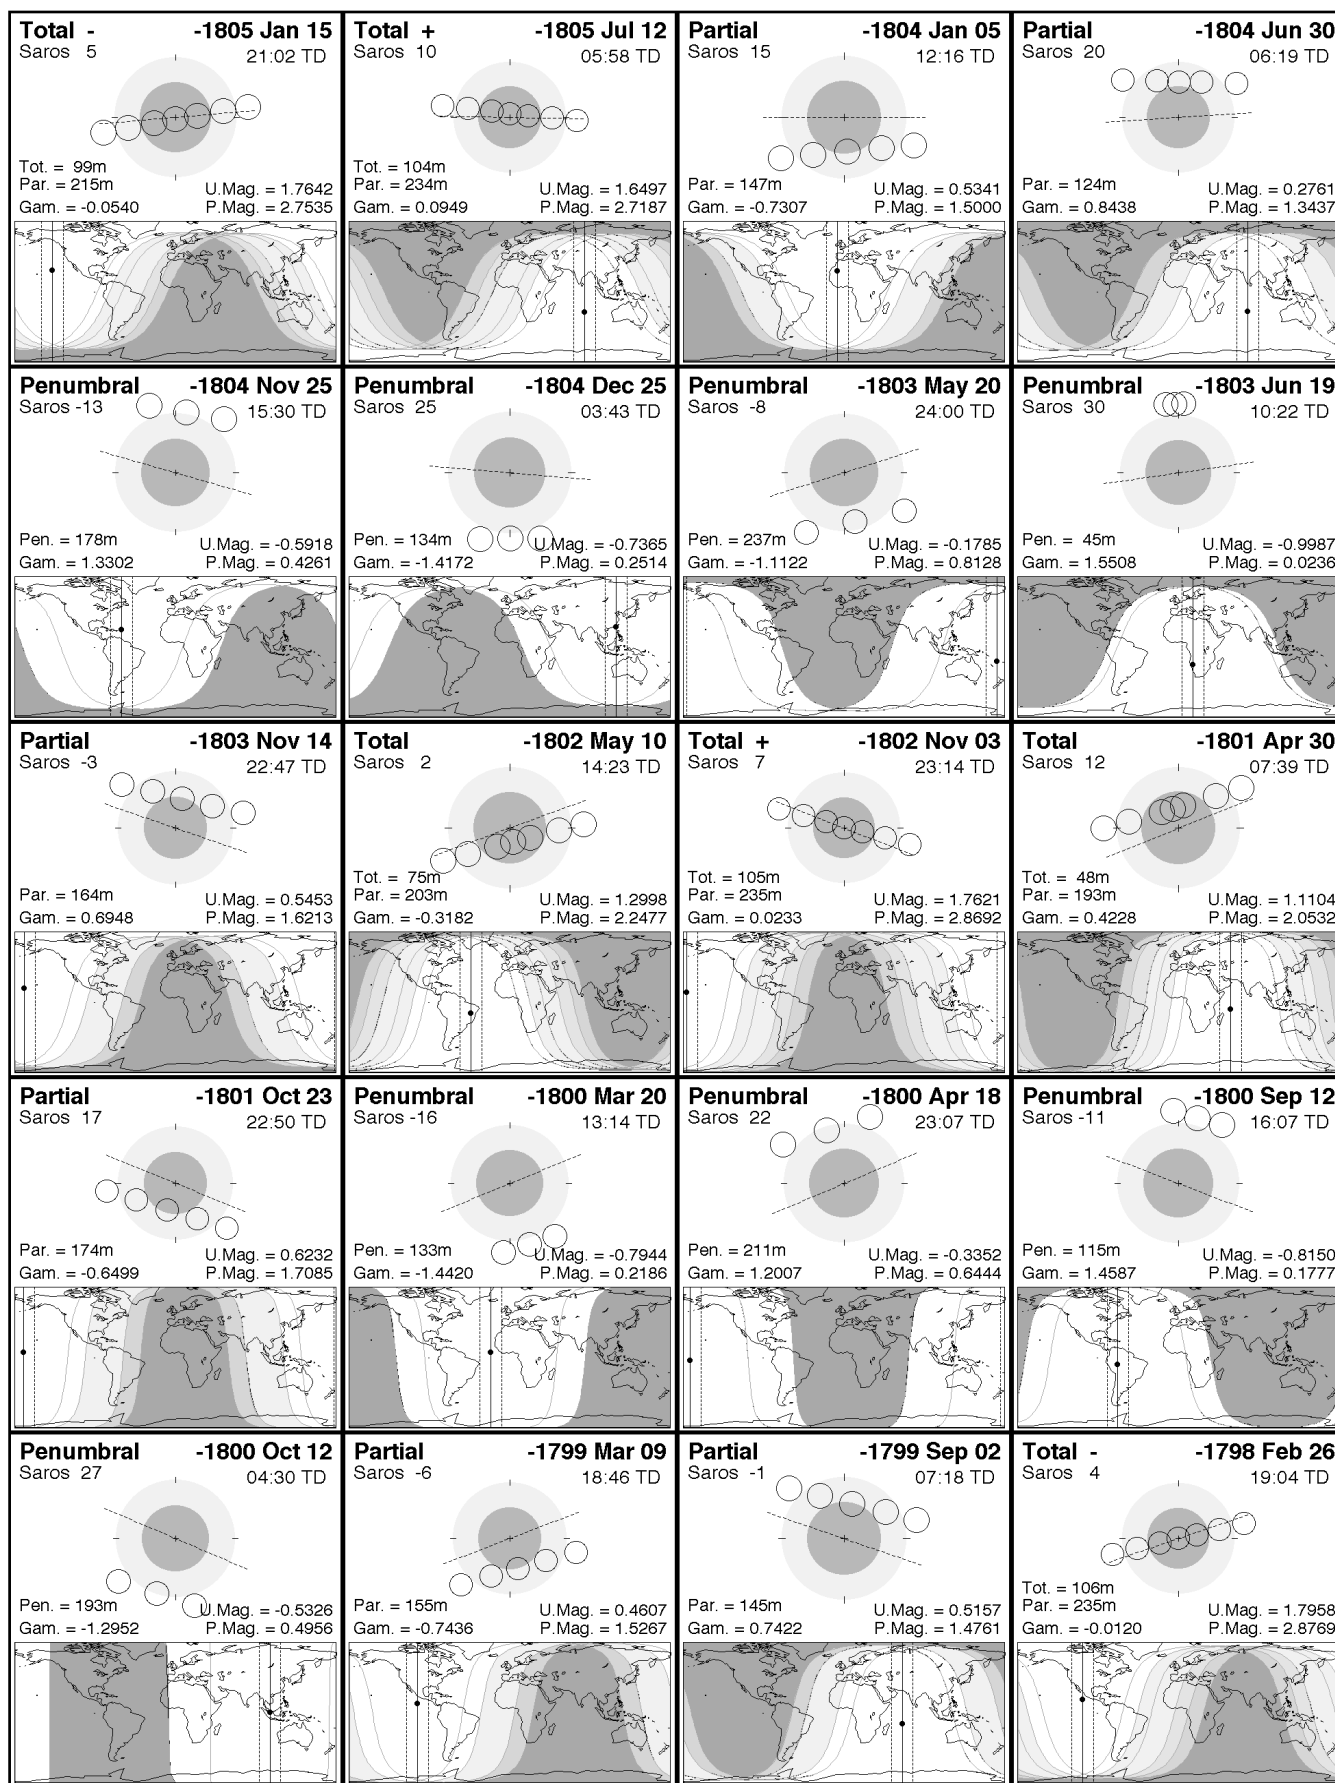 Total - -1805 Jan 15
Saros 5 21:02 TD
Tot. = 99m
Par. = 215m U.Mag. = 1.7642
Gam. = -0.0540 P.Mag. = 2.7535
Total + -1805 Jul 12
Saros 10 05:58 TD
Tot. = 104m
Par. = 234m U.Mag. = 1.6497
Gam. = 0.0949 P.Mag. = 2.7187
Partial -1804 Jan 05
Saros 15 12:16 TD
Par. = 147m U.Mag. = 0.5341
Gam. = -0.7307 P.Mag. = 1.5000
Partial -1804 Jun 30
Saros 20 06:19 TD
Par. = 124m U.Mag. = 0.2761
Gam. = 0.8438 P.Mag. = 1.3437
Penumbral -1804 Nov 25
Saros -13 15:30 TD
Pen. = 178m U.Mag. = -0.5918
Gam. = 1.3302 P.Mag. = 0.4261
Penumbral -1804 Dec 25
Saros 25 03:43 TD
Pen. = 134m U.Mag. = -0.7365
Gam. = -1.4172 P.Mag. = 0.2514
Penumbral -1803 May 20
Saros -8 24:00 TD
Pen. = 237m U.Mag. = -0.1785
Gam. = -1.1122 P.Mag. = 0.8128
Penumbral -1803 Jun 19
Saros 30 10:22 TD
Pen. = 45m U.Mag. = -0.9987
Gam. = 1.5508 P.Mag. = 0.0236
Partial -1803 Nov 14
Saros -3 22:47 TD
Par. = 164m U.Mag. = 0.5453
Gam. = 0.6948 P.Mag. = 1.6213
Total -1802 May 10
Saros 2 14:23 TD
Tot. = 75m
Par. = 203m U.Mag. = 1.2998
Gam. = -0.3182 P.Mag. = 2.2477
Total + -1802 Nov 03
Saros 7 23:14 TD
Tot. = 105m
Par. = 235m U.Mag. = 1.7621
Gam. = 0.0233 P.Mag. = 2.8692
Total -1801 Apr 30
Saros 12 07:39 TD
Tot. = 48m
Par. = 193m U.Mag. = 1.1104
Gam. = 0.4228 P.Mag. = 2.0532
Partial -1801 Oct 23
Saros 17 22:50 TD
Par. = 174m U.Mag. = 0.6232
Gam. = -0.6499 P.Mag. = 1.7085
Penumbral -1800 Mar 20
Saros -16 13:14 TD
Pen. = 133m U.Mag. = -0.7944
Gam. = -1.4420 P.Mag. = 0.2186
Penumbral -1800 Apr 18
Saros 22 23:07 TD
Pen. = 211m U.Mag. = -0.3352
Gam. = 1.2007 P.Mag. = 0.6444
Penumbral -1800 Sep 12
Saros -11 16:07 TD
Pen. = 115m U.Mag. = -0.8150
Gam. = 1.4587 P.Mag. = 0.1777
Penumbral -1800 Oct 12
Saros 27 04:30 TD
Pen. = 193m U.Mag. = -0.5326
Gam. = -1.2952 P.Mag. = 0.4956
Partial -1799 Mar 09
Saros -6 18:46 TD
Par. = 155m U.Mag. = 0.4607
Gam. = -0.7436 P.Mag. = 1.5267
Partial -1799 Sep 02
Saros -1 07:18 TD
Par. = 145m U.Mag. = 0.5157
Gam. = 0.7422 P.Mag. = 1.4761
Total - -1798 Feb 26
Saros 4 19:04 TD
Tot. = 106m
Par. = 235m U.Mag. = 1.7958
Gam. = -0.0120 P.Mag. = 2.8769